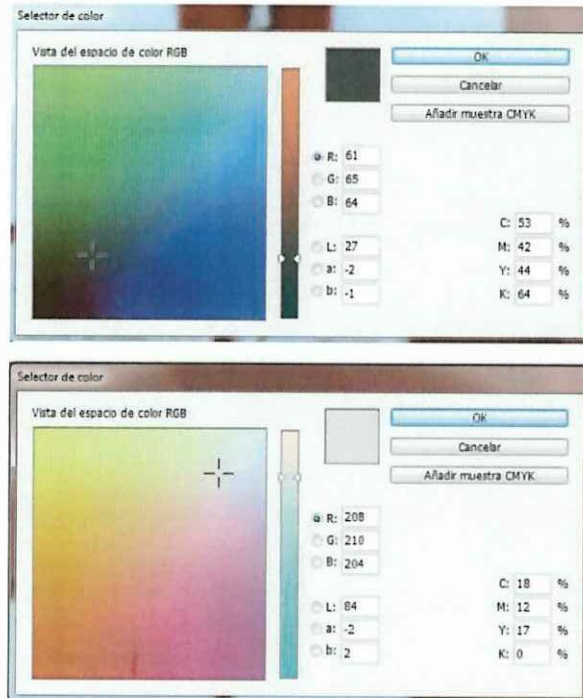 Selector de color
Vista del espacio de color RGB
OK
Cancelar
Añadir muestra CMYK
R: 61
G: 65
B: 64
L: 27
a: -2
b: -1
C: 53 %
M: 42 %
Y: 44 %
K: 64 %
Selector de color
Vista del espacio de color RGB
OK
Cancelar
Añadir muestra CMYK
R: 208
G: 210
B: 204
L: 84
a: -2
b: 2
C: 18 %
M: 12 %
Y: 17 %
K: 0 %